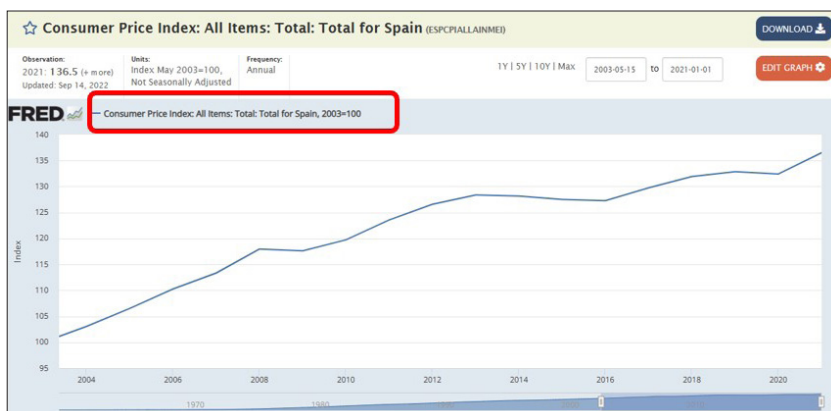 Consumer Price Index: All Items: Total: Total for Spain (ESPCPIALLAINMEI)
DOWNLOAD
Observation:
2021: 136.5 (+ more)
Updated: Sep 14, 2022
Units:
Index May 2003=100,
Not Seasonally Adjusted
Frequency:
Annual
1Y | 5Y | 10Y | Max
2003-05-15 to 2021-01-01
EDIT GRAPH
FRED
Consumer Price Index: All Items: Total: Total for Spain, 2003=100
140
135
130
125
120
115
110
105
100
95
Index
2004 2006 2008 2010 2012 2014 2016 2018 2020
1970 1980